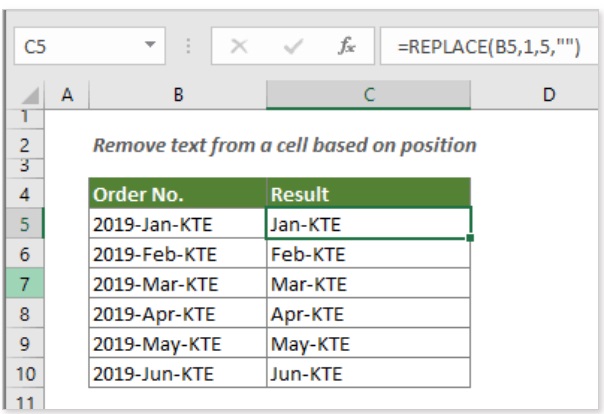 C5 fx =REPLACE(B5,1,5,"")
A B C D
1
2 Remove text from a cell based on position
3
4 Order No. Result
5 2019-Jan-KTE Jan-KTE
6 2019-Feb-KTE Feb-KTE
7 2019-Mar-KTE Mar-KTE
8 2019-Apr-KTE Apr-KTE
9 2019-May-KTE May-KTE
10 2019-Jun-KTE Jun-KTE
11